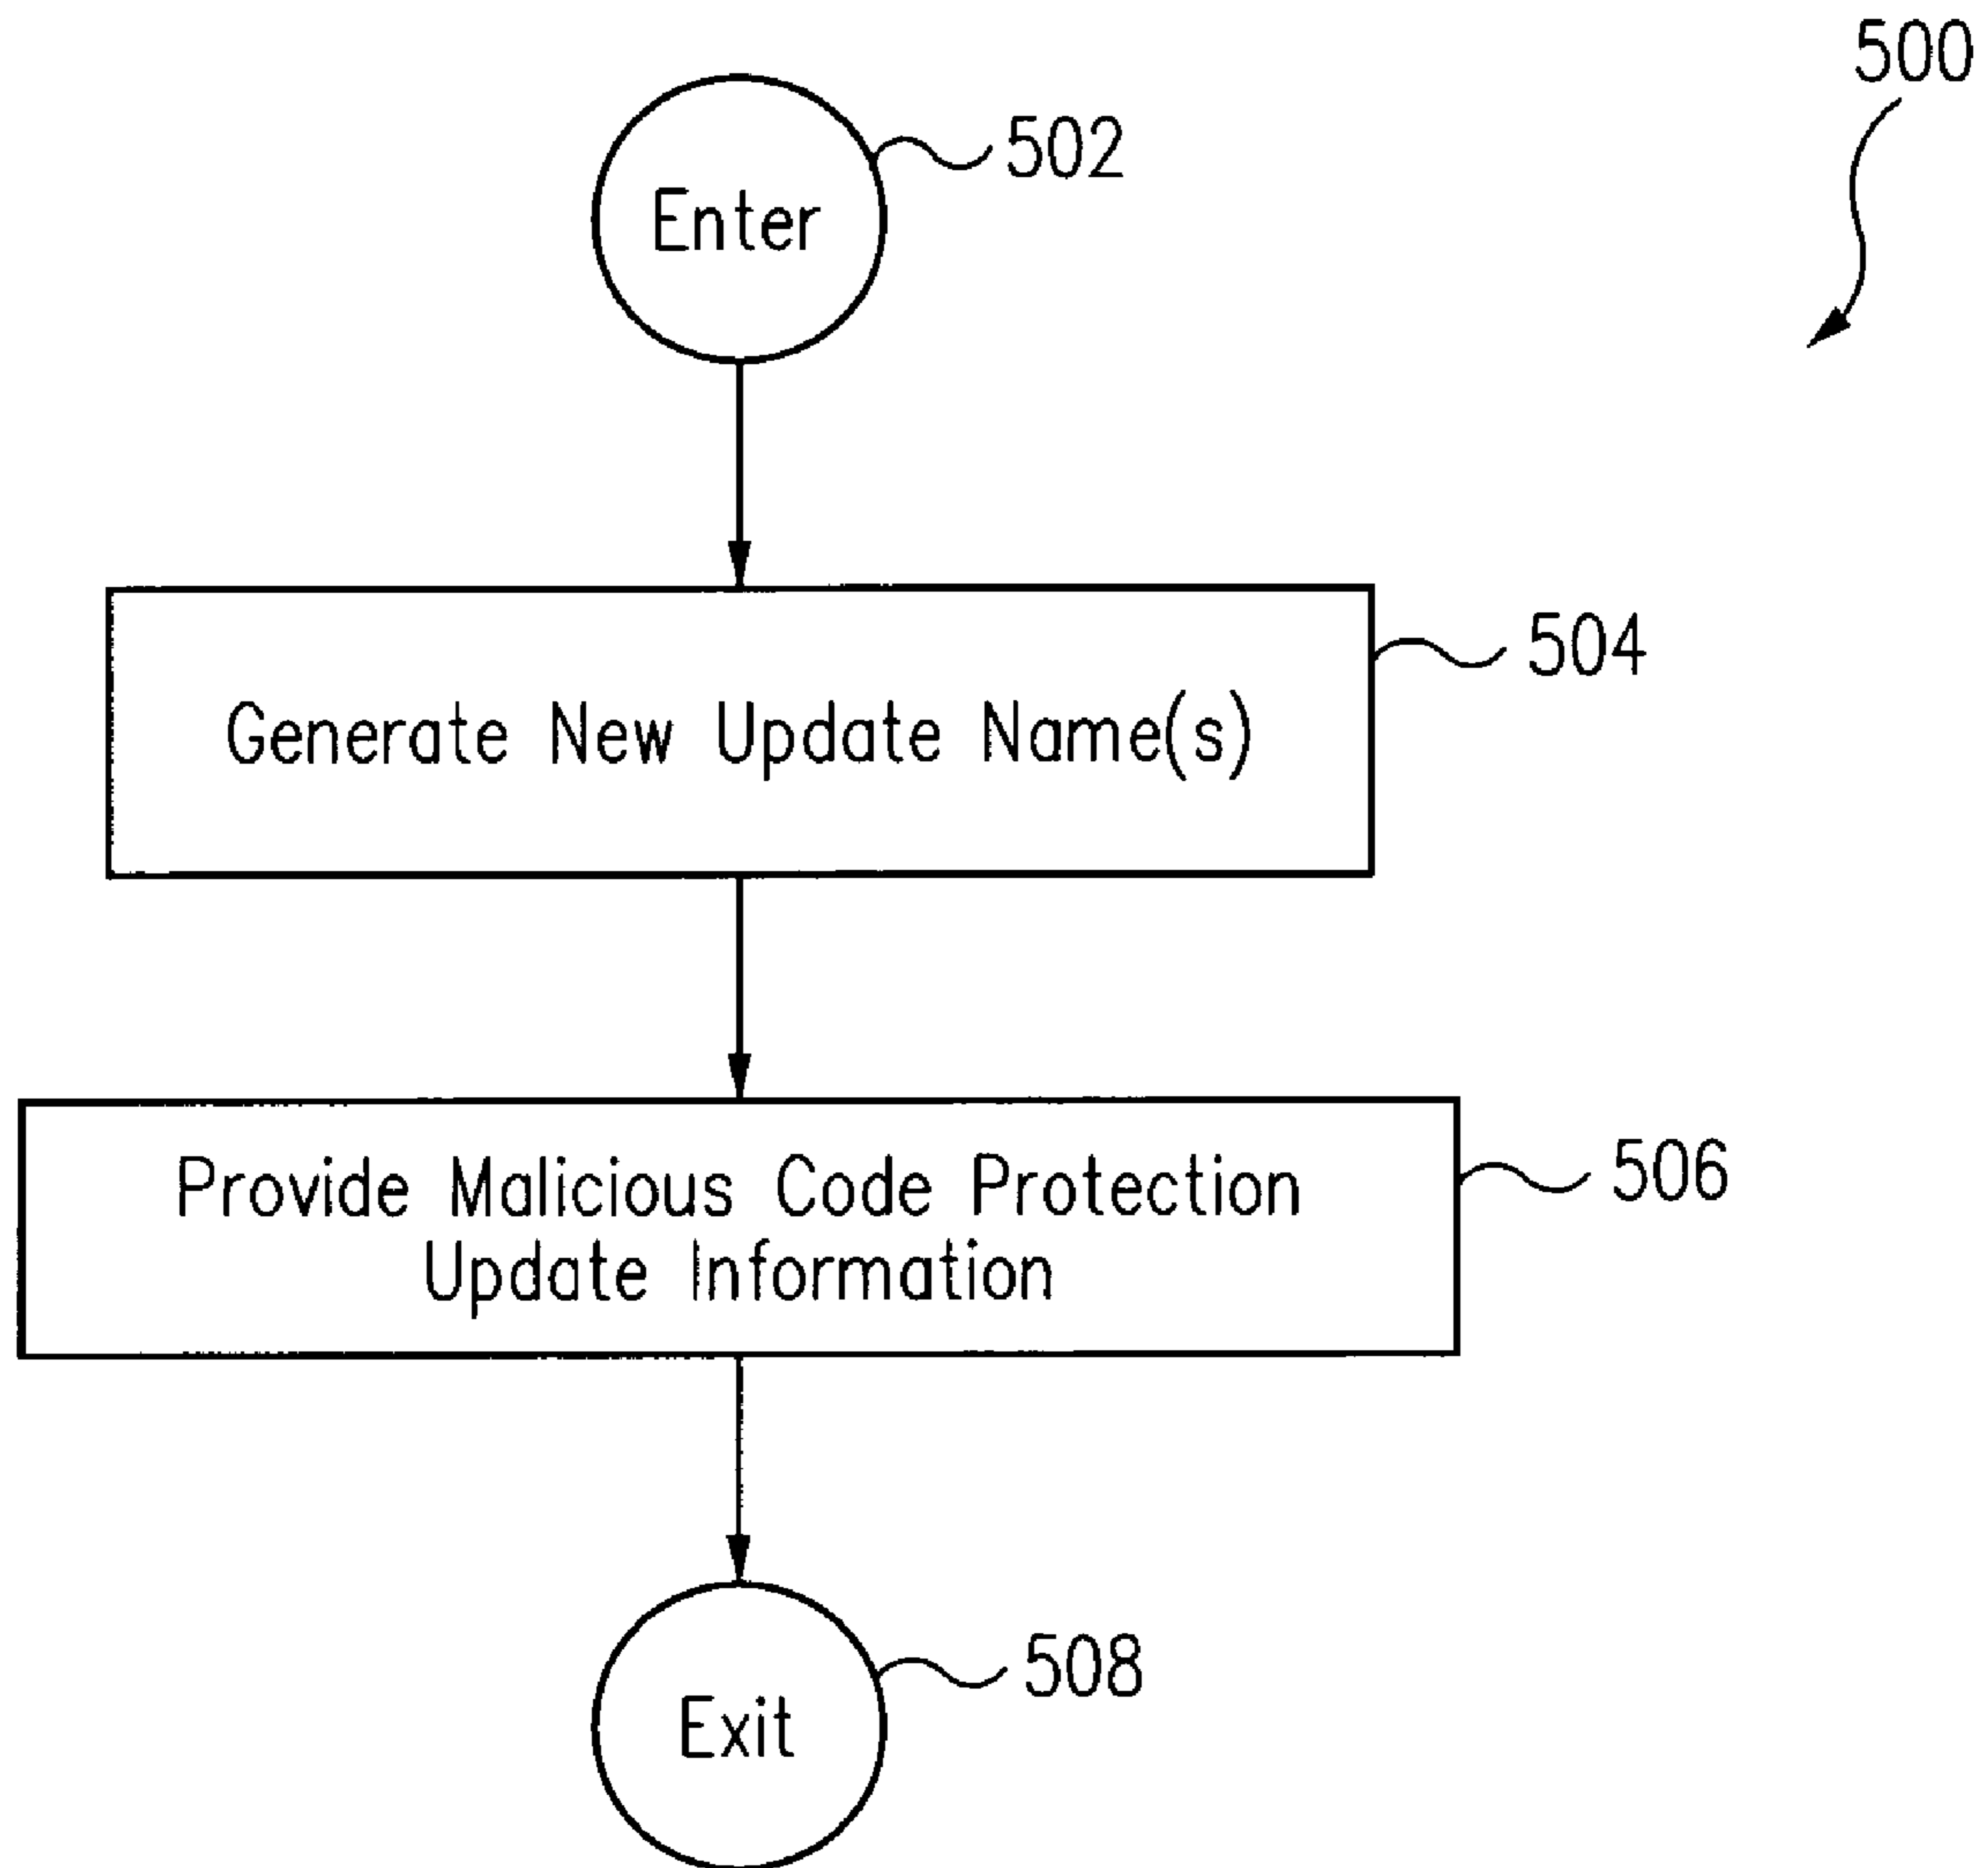 500
502
Enter
504
Generate New Update Name(s)
506
Provide Malicious Code Protection
Update Information
508
Exit